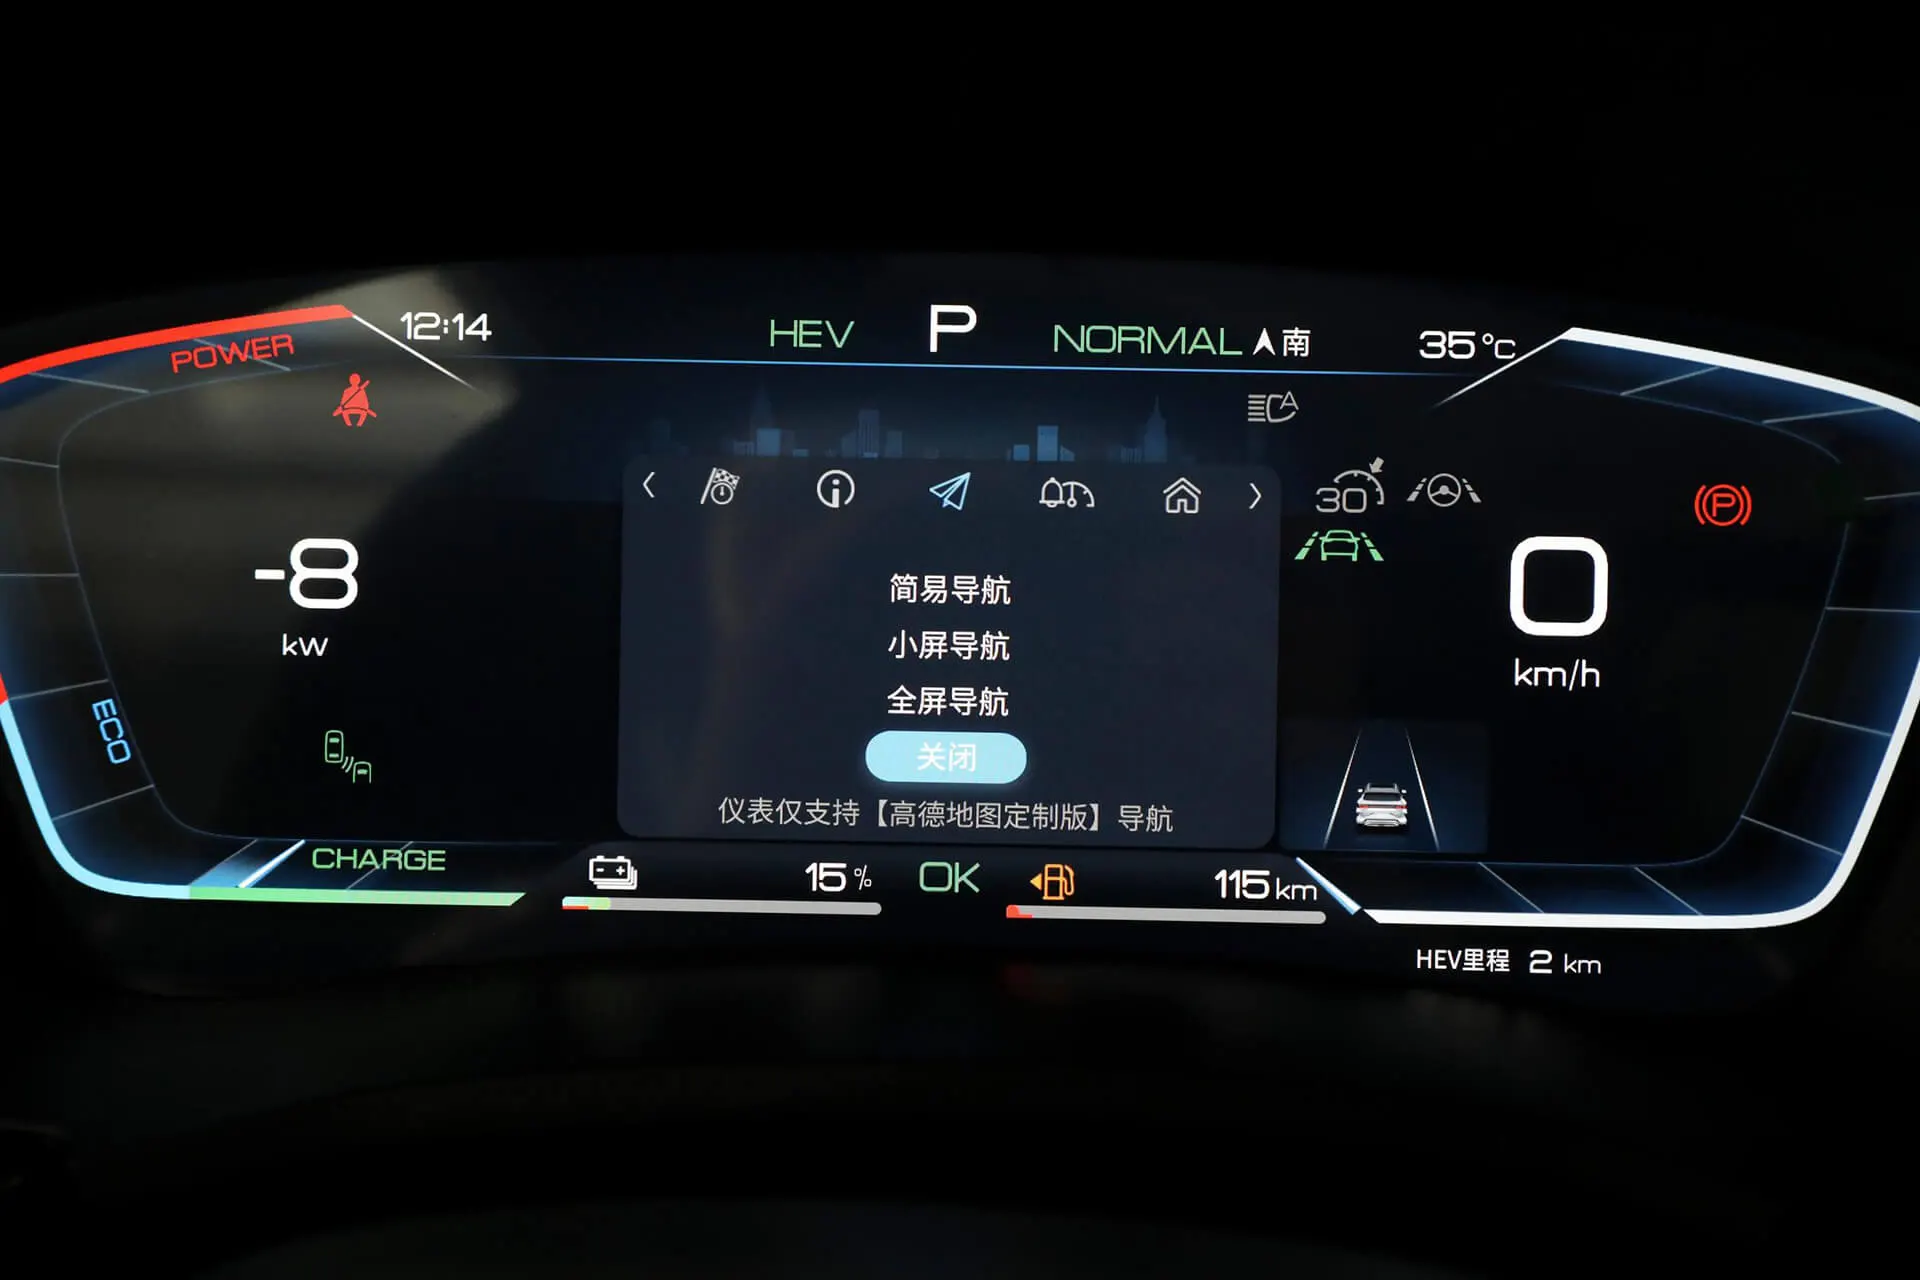 12:14
HEV
P
NORMAL
南
35°C
POWER
A
30
(P)
-8
kW
0
km/h
简易导航
小屏导航
全屏导航
关闭
仪表仅支持【高德地图定制版】导航
ECO
CHARGE
15 %
OK
115 km
HEV里程 2 km